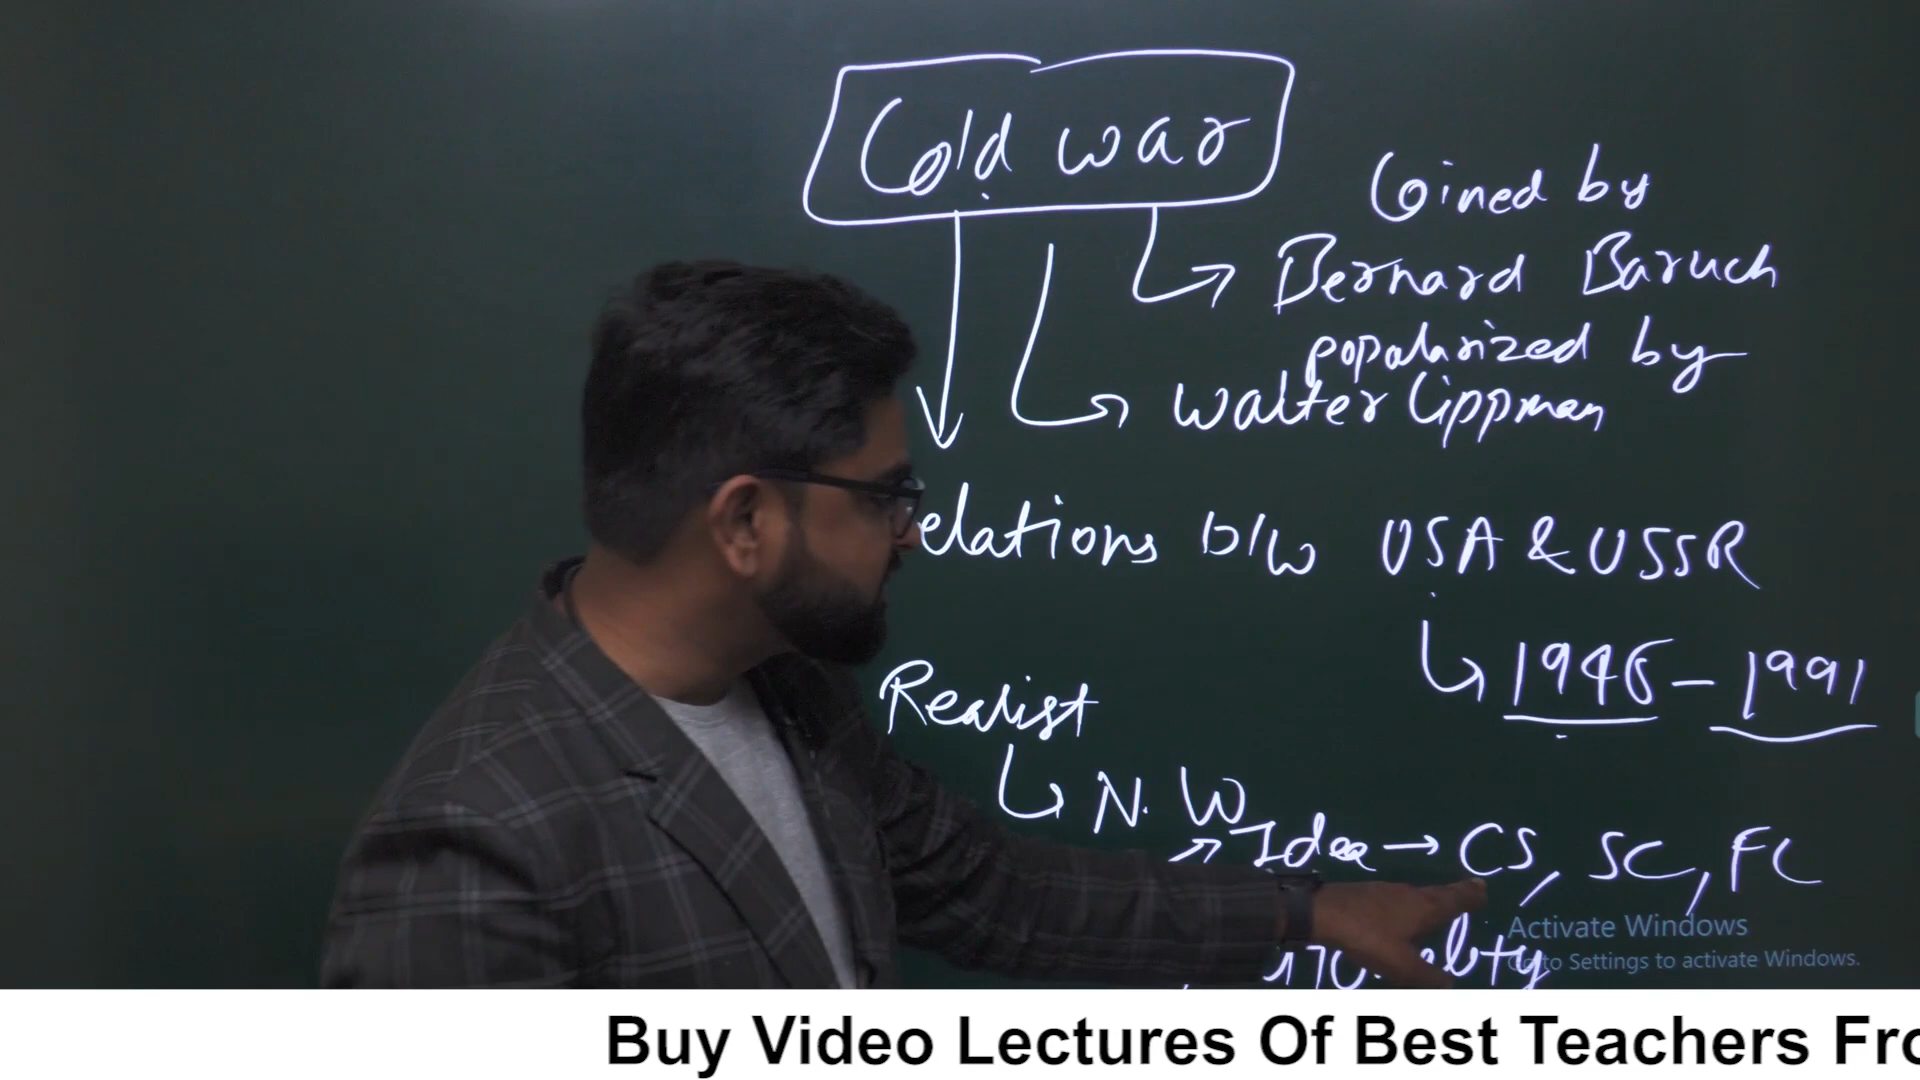 Cold war
Coined by
Bernard Baruch
popularized by
Walter Lippman
elations b/w USA & USSR
1946 - 1991
Realist
N. W
Idea → CS, SC, FC
Activate Windows
to Settings to activate Windows.
Buy Video Lectures Of Best Teachers Fro